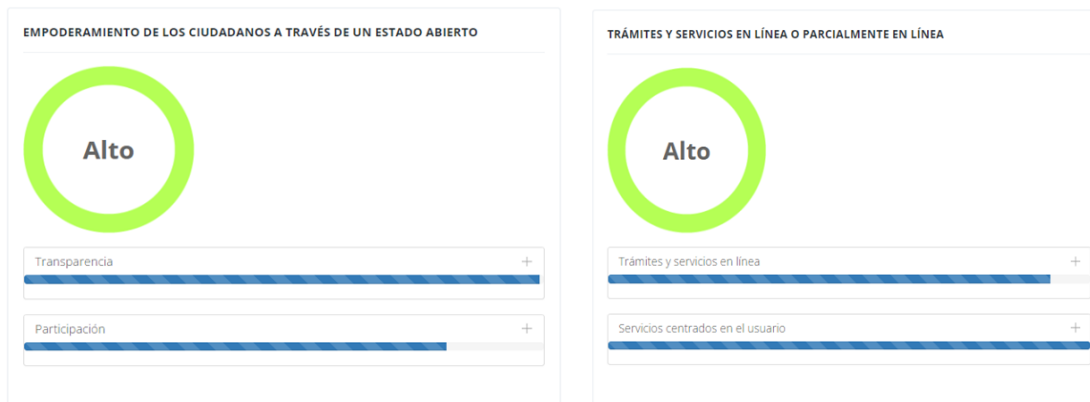 EMPODERAMIENTO DE LOS CIUDADANOS A TRAVÉS DE UN ESTADO ABIERTO
Alto
Transparencia
Participación
TRÁMITES Y SERVICIOS EN LÍNEA O PARCIALMENTE EN LÍNEA
Alto
Trámites y servicios en línea
Servicios centrados en el usuario